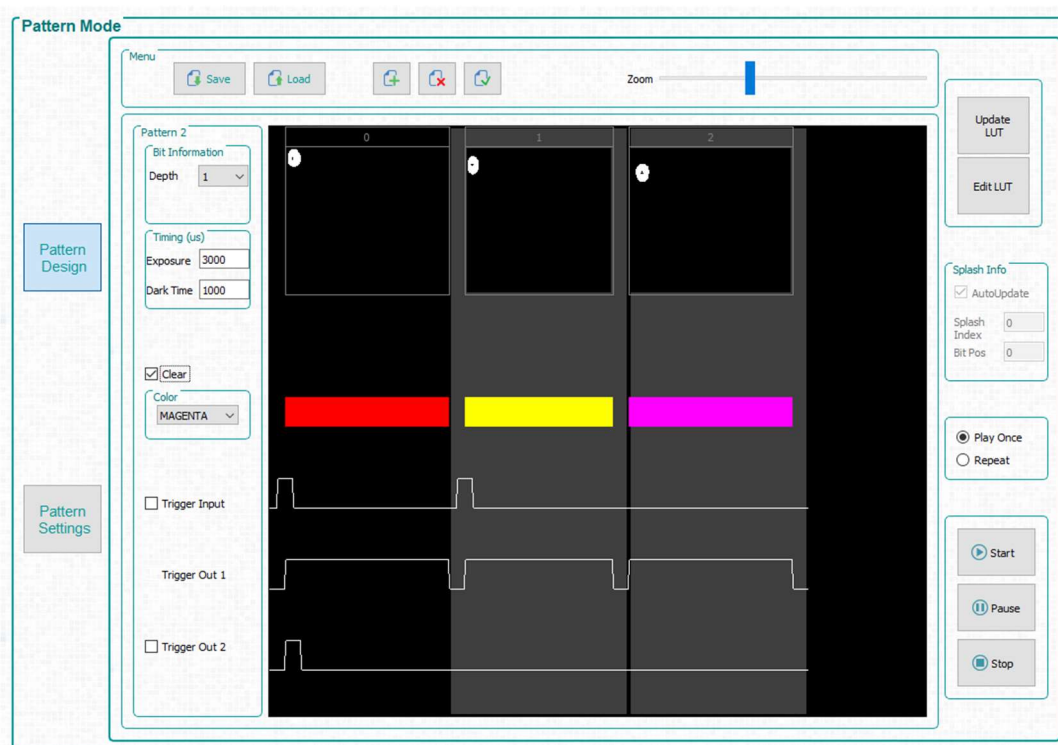 Pattern Mode
Menu
Save
Load
Zoom
Update
LUT
Edit LUT
Pattern 2
Bit Information
Depth 1
0
1
2
Timing (us)
Exposure 3000
Dark Time 1000
Pattern
Design
Splash Info
AutoUpdate
Splash
Index
0
Bit Pos 0
Clear
Color
MAGENTA
Play Once
Repeat
Trigger Input
Pattern
Settings
Trigger Out 1
Trigger Out 2
Start
Pause
Stop